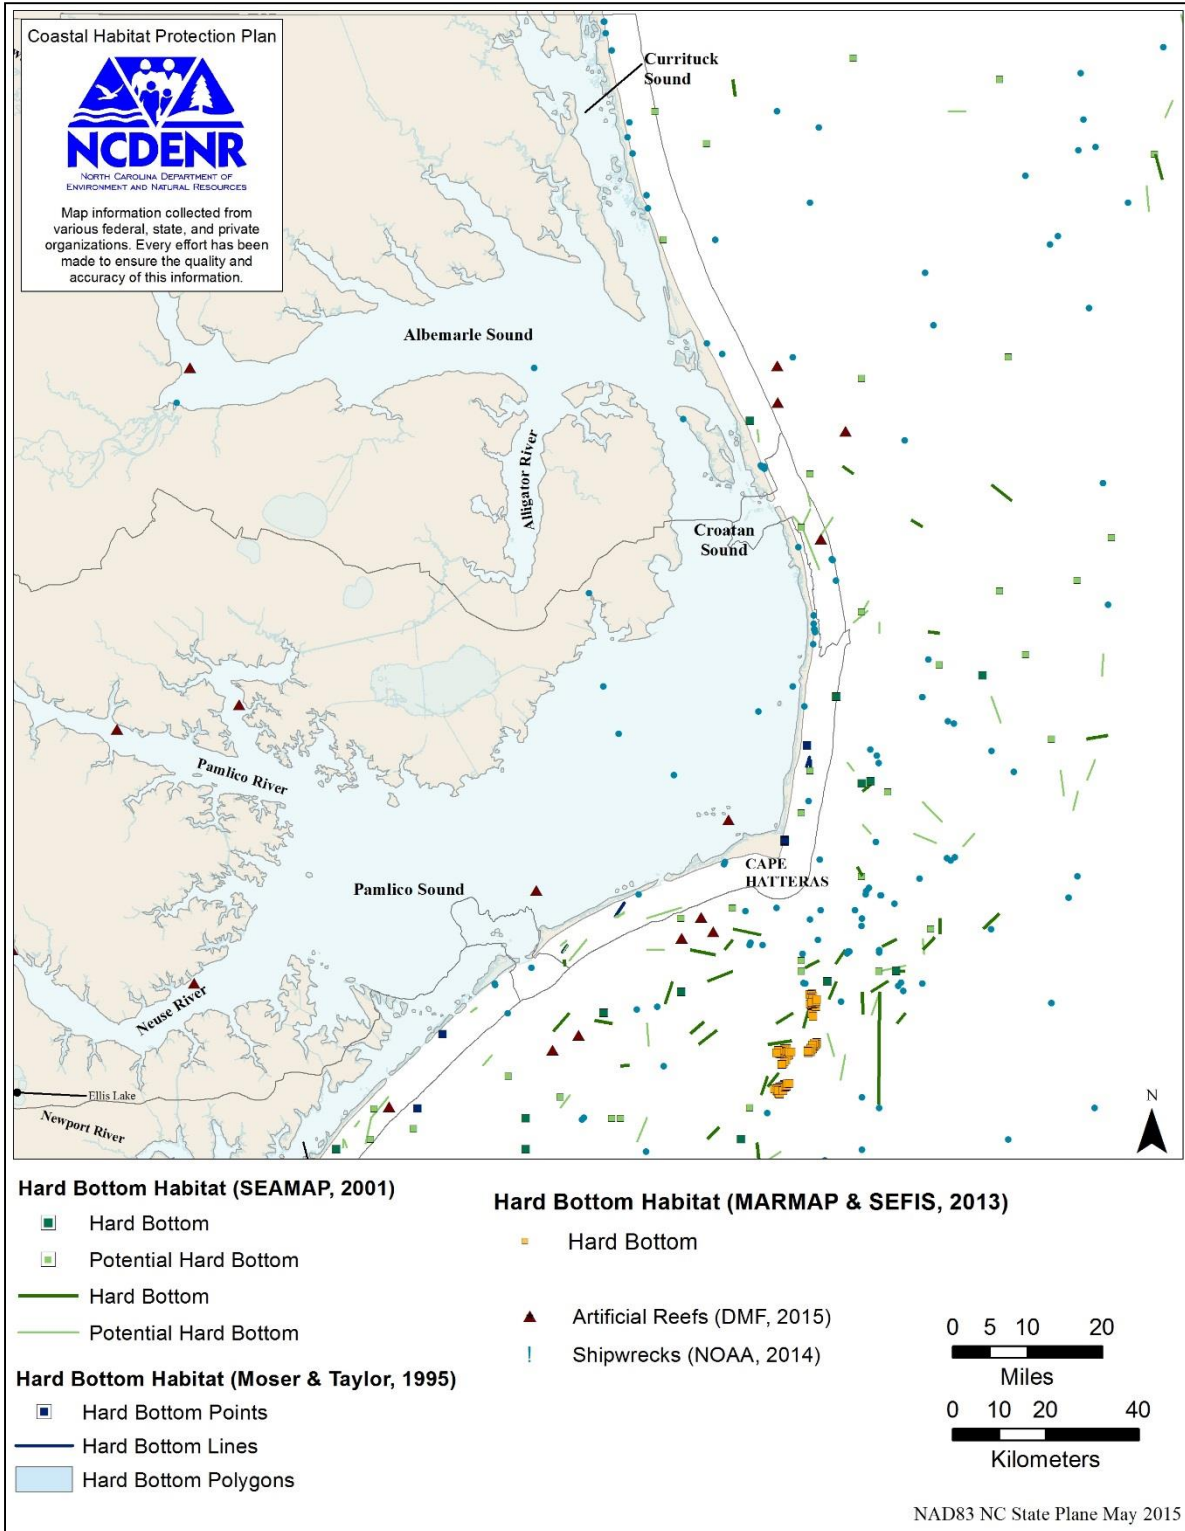 Coastal Habitat Protection Plan
NCDENR
NORTH CAROLINA DEPARTMENT OF
ENVIRONMENT AND NATURAL RESOURCES
Map information collected from
various federal, state, and private
organizations. Every effort has been
made to ensure the quality and
accuracy of this information.
Currituck
Sound
Albemarle Sound
Alligator River
Croatan
Sound
Pamlico River
Pamlico Sound
CAPE
HATTERAS
Neuse River
Ellis Lake
Newport River
N
Hard Bottom Habitat (SEAMAP, 2001)
Hard Bottom
Potential Hard Bottom
Hard Bottom
Potential Hard Bottom
Hard Bottom Habitat (Moser & Taylor, 1995)
Hard Bottom Points
Hard Bottom Lines
Hard Bottom Polygons
Hard Bottom Habitat (MARMAP & SEFIS, 2013)
Hard Bottom
Artificial Reefs (DMF, 2015)
! Shipwrecks (NOAA, 2014)
0 5 10 20
Miles
0 10 20 40
Kilometers
NAD83 NC State Plane May 2015